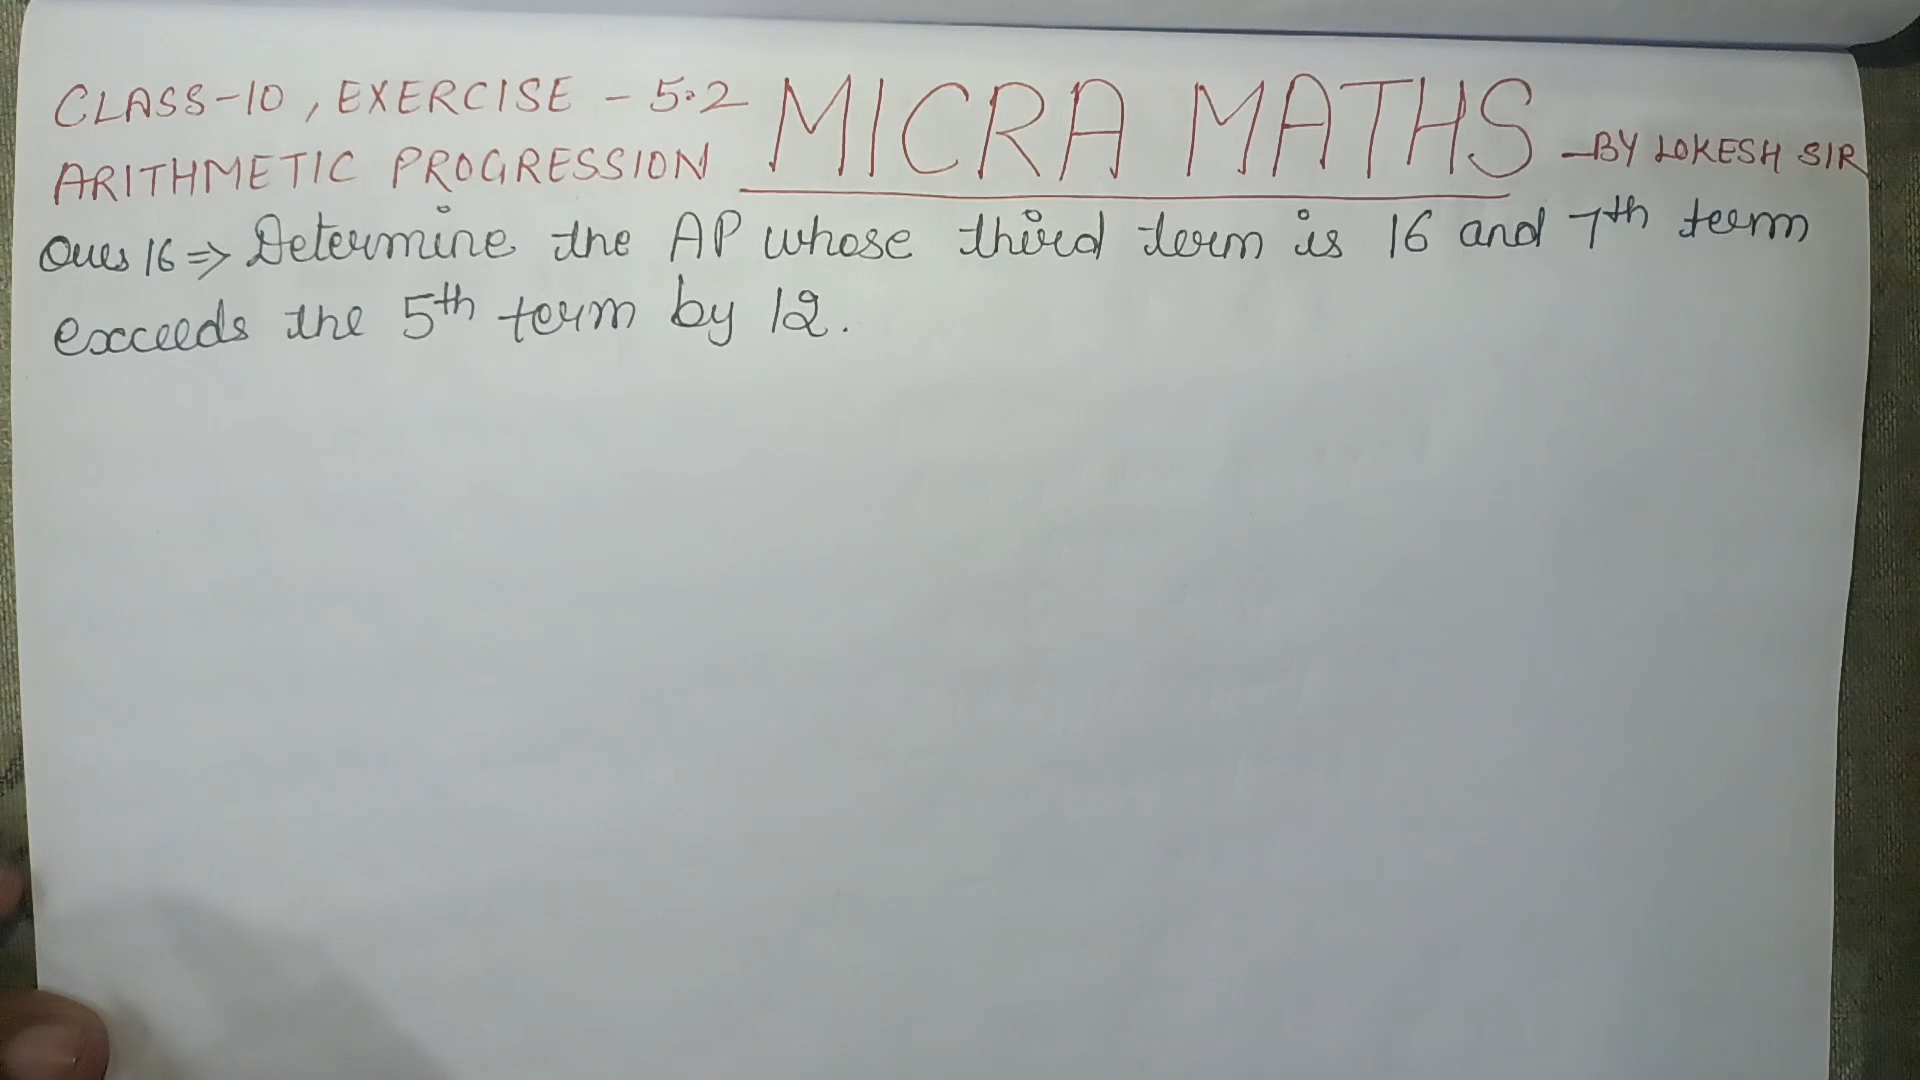 CLASS-10, EXERCISE - 5.2
ARITHMETIC PROGRESSION
MICRA MATHS
-BY LOKESH SIR
Ques 16 => Determine the AP whose third term is 16 and 7th term
exceeds the 5th term by 12.